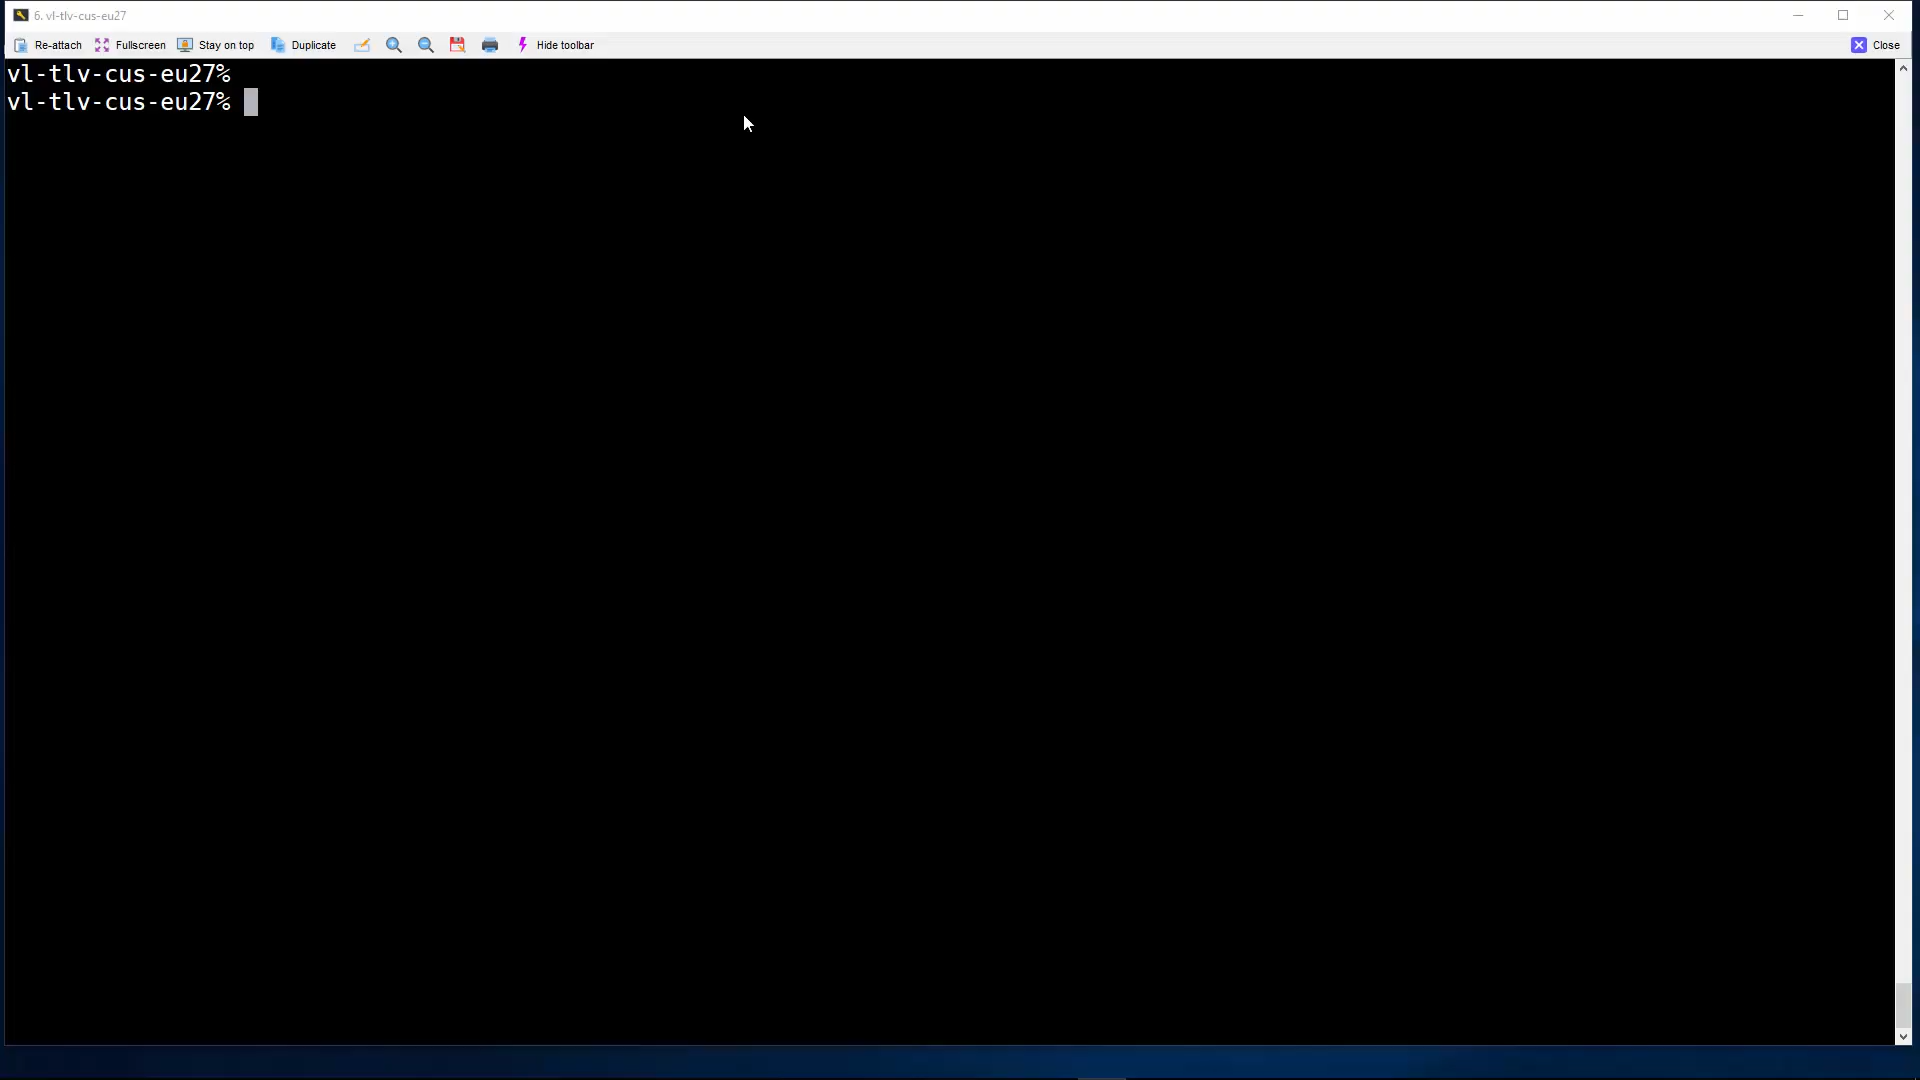 6. vl-tlv-cus-eu27
Re-attach Fullscreen Stay on top Duplicate Hide toolbar Close
vl-tlv-cus-eu27%
vl-tlv-cus-eu27%